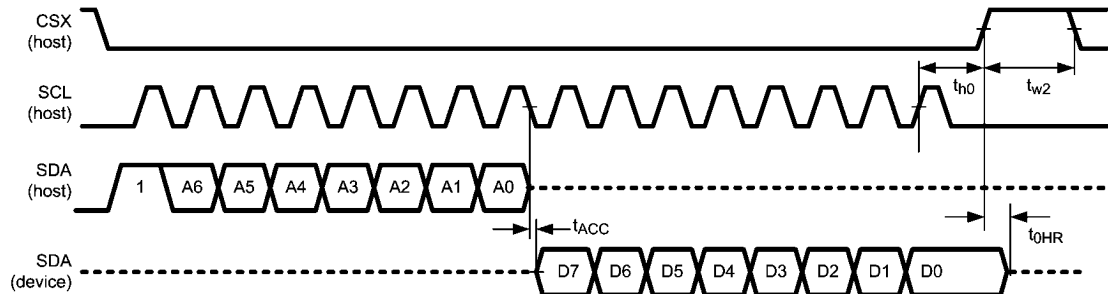 CSX
(host)
t_h0
t_w2
SCL
(host)
SDA
(host)
1 A6 A5 A4 A3 A2 A1 A0
t_ACC
t_0HR
SDA
(device)
D7 D6 D5 D4 D3 D2 D1 D0